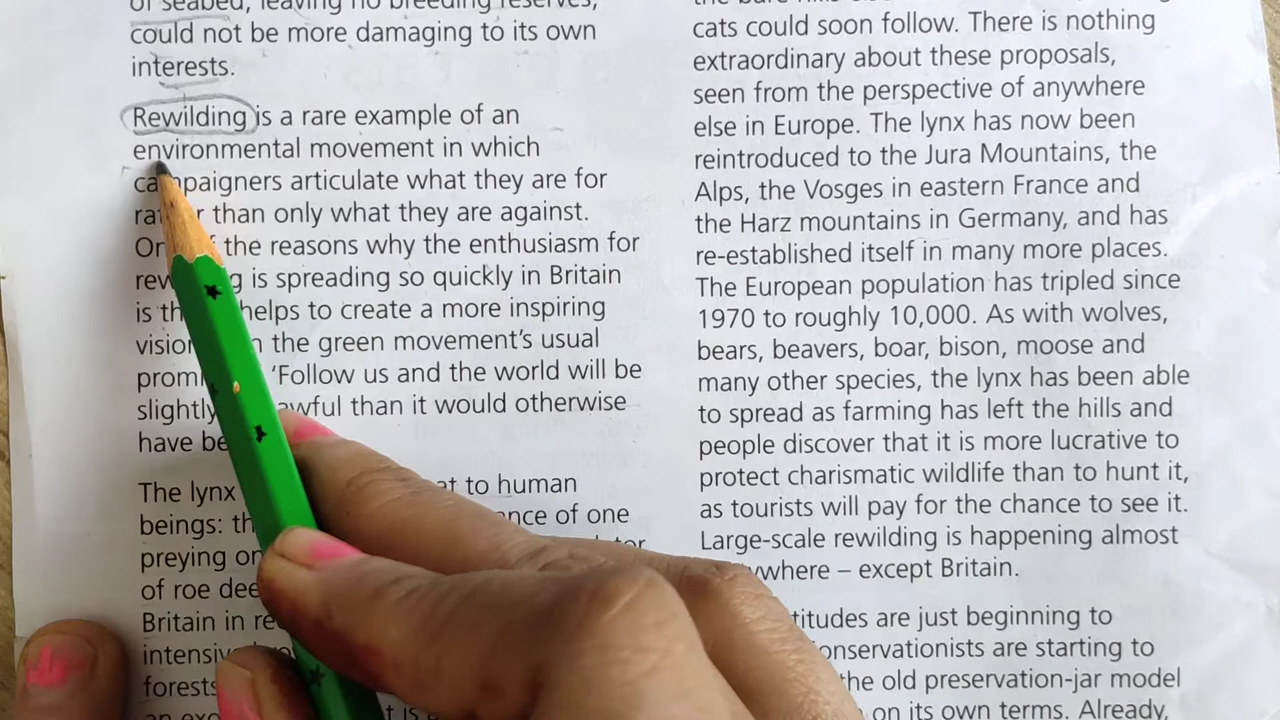 of seabed, leaving no breeding reserves,
could not be more damaging to its own
interests.
Rewilding is a rare example of an
environmental movement in which
campaigners articulate what they are for
than only what they are against.
the reasons why the enthusiasm for
is spreading so quickly in Britain
is helps to create a more inspiring
the green movement's usual
'Follow us and the world will be
slightly awful than it would otherwise
have
The lynx to human
beings: of one
preying on
of roe
Britain in
forests
cats could soon follow. There is nothing
extraordinary about these proposals,
seen from the perspective of anywhere
else in Europe. The lynx has now been
reintroduced to the Jura Mountains, the
Alps, the Vosges in eastern France and
the Harz mountains in Germany, and has
re-established itself in many more places.
The European population has tripled since
1970 to roughly 10,000. As with wolves,
bears, beavers, boar, bison, moose and
many other species, the lynx has been able
to spread as farming has left the hills and
people discover that it is more lucrative to
protect charismatic wildlife than to hunt it,
as tourists will pay for the chance to see it.
Large-scale rewilding is happening almost
– except Britain.
are just beginning to
are starting to
the old preservation-jar model
on its own terms. Already,